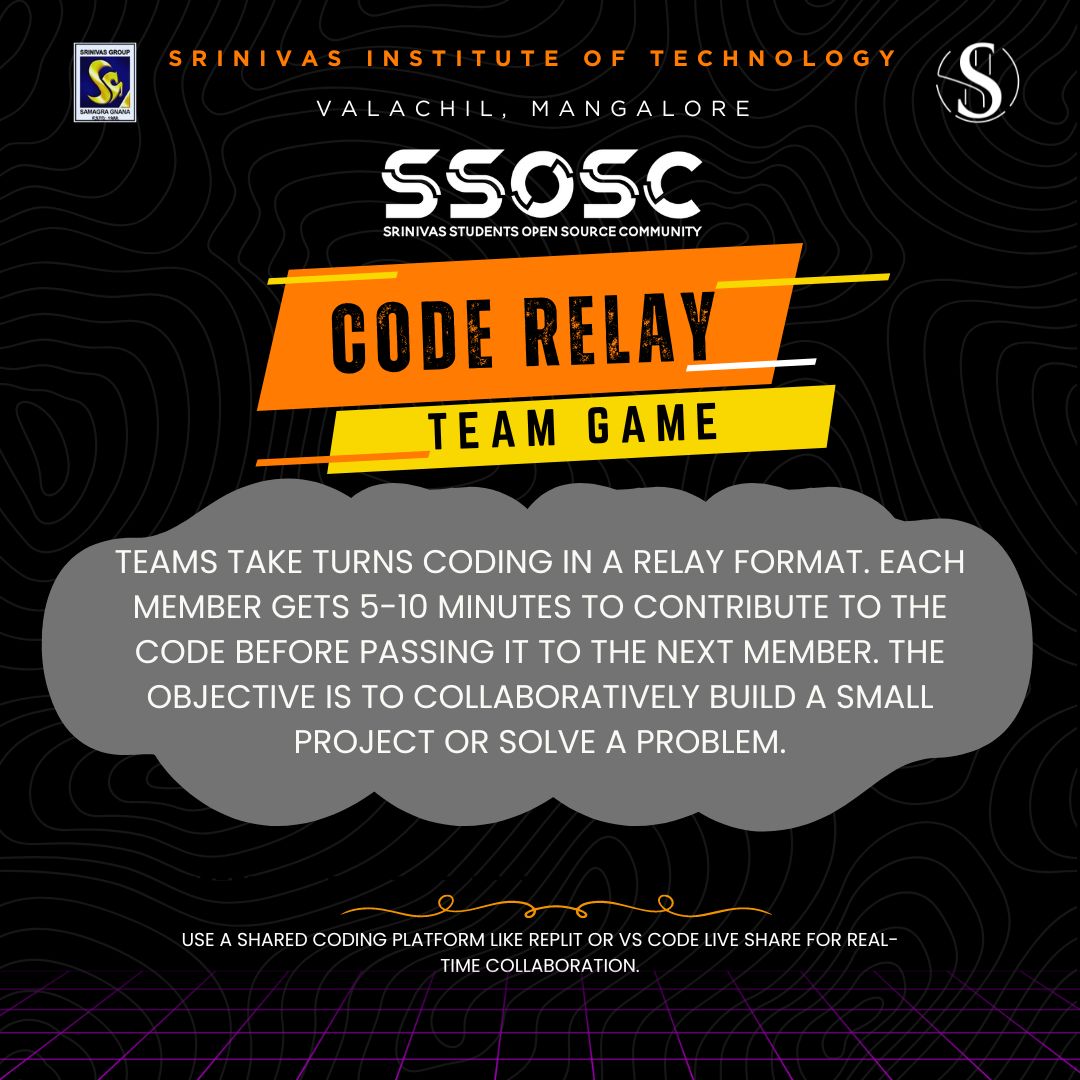 SRINIVAS GROUP
SAMAGRA GNANA
ESTD: 1988
SRINIVAS INSTITUTE OF TECHNOLOGY
VALACHIL, MANGALORE
S
SSOSC
SRINIVAS STUDENTS OPEN SOURCE COMMUNITY
CODE RELAY
TEAM GAME
TEAMS TAKE TURNS CODING IN A RELAY FORMAT. EACH
MEMBER GETS 5-10 MINUTES TO CONTRIBUTE TO THE
CODE BEFORE PASSING IT TO THE NEXT MEMBER. THE
OBJECTIVE IS TO COLLABORATIVELY BUILD A SMALL
PROJECT OR SOLVE A PROBLEM.
USE A SHARED CODING PLATFORM LIKE REPLIT OR VS CODE LIVE SHARE FOR REAL-
TIME COLLABORATION.